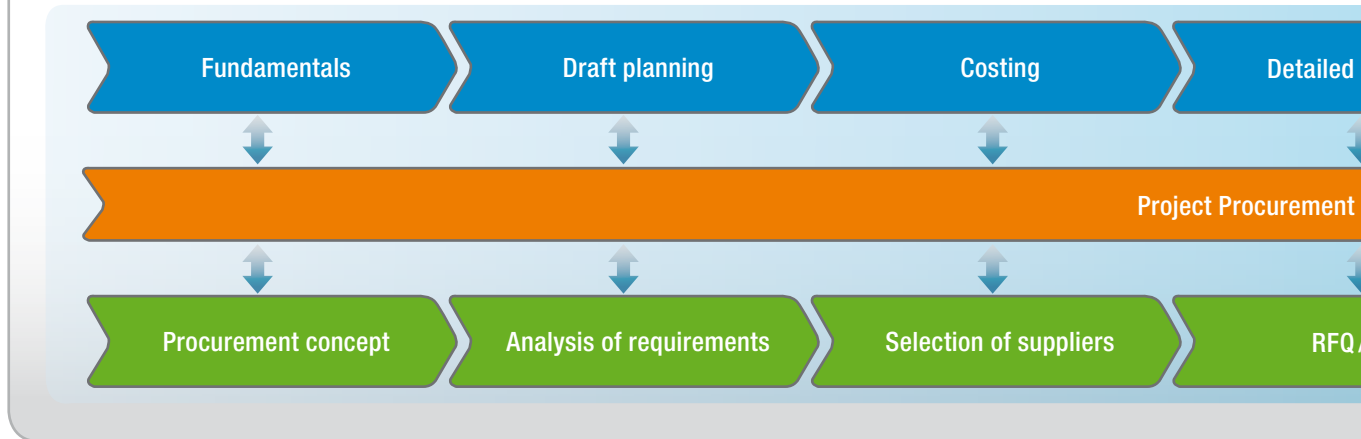 Fundamentals
Draft planning
Costing
Detailed
Project Procurement
Procurement concept
Analysis of requirements
Selection of suppliers
RFQ